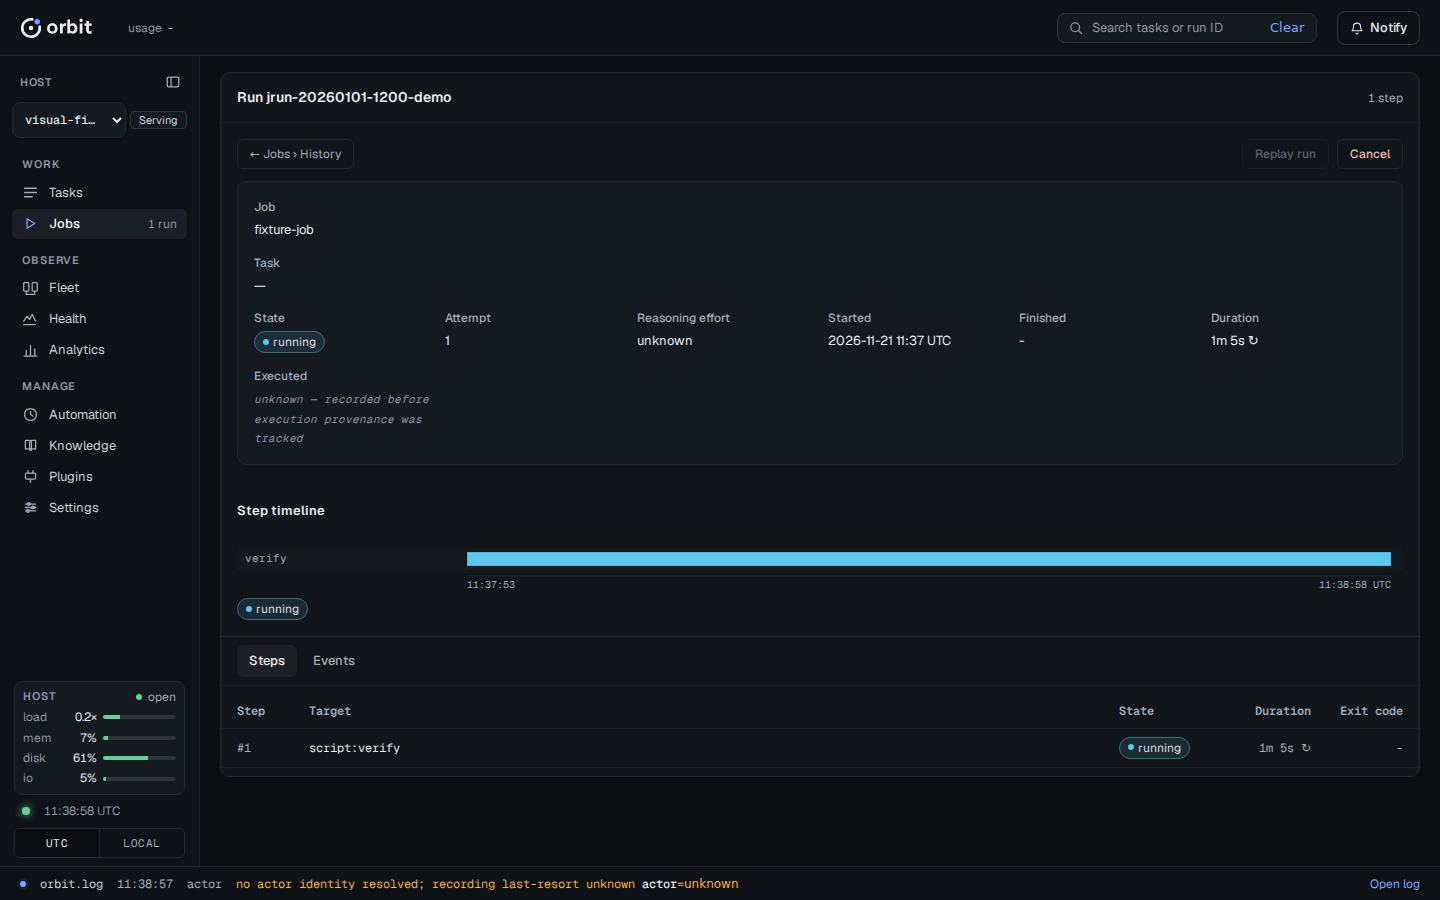 orbit
usage -
Search tasks or run ID
Clear
Notify
HOST
visual-fi…
Serving
WORK
Tasks
Jobs
1 run
OBSERVE
Fleet
Health
Analytics
MANAGE
Automation
Knowledge
Plugins
Settings
HOST
open
load 0.2×
mem 7%
disk 61%
io 5%
11:38:58 UTC
UTC
LOCAL
Run jrun-20260101-1200-demo
1 step
← Jobs › History
Replay run
Cancel
Job
fixture-job
Task
—
State
running
Attempt
1
Reasoning effort
unknown
Started
2026-11-21 11:37 UTC
Finished
-
Duration
1m 5s ↻
Executed
unknown — recorded before
execution provenance was
tracked
Step timeline
verify
11:37:53
11:38:58 UTC
running
Steps
Events
Step Target State Duration Exit code
#1 script:verify running 1m 5s ↻ -
orbit.log 11:38:57 actor no actor identity resolved; recording last-resort unknown actor=unknown
Open log